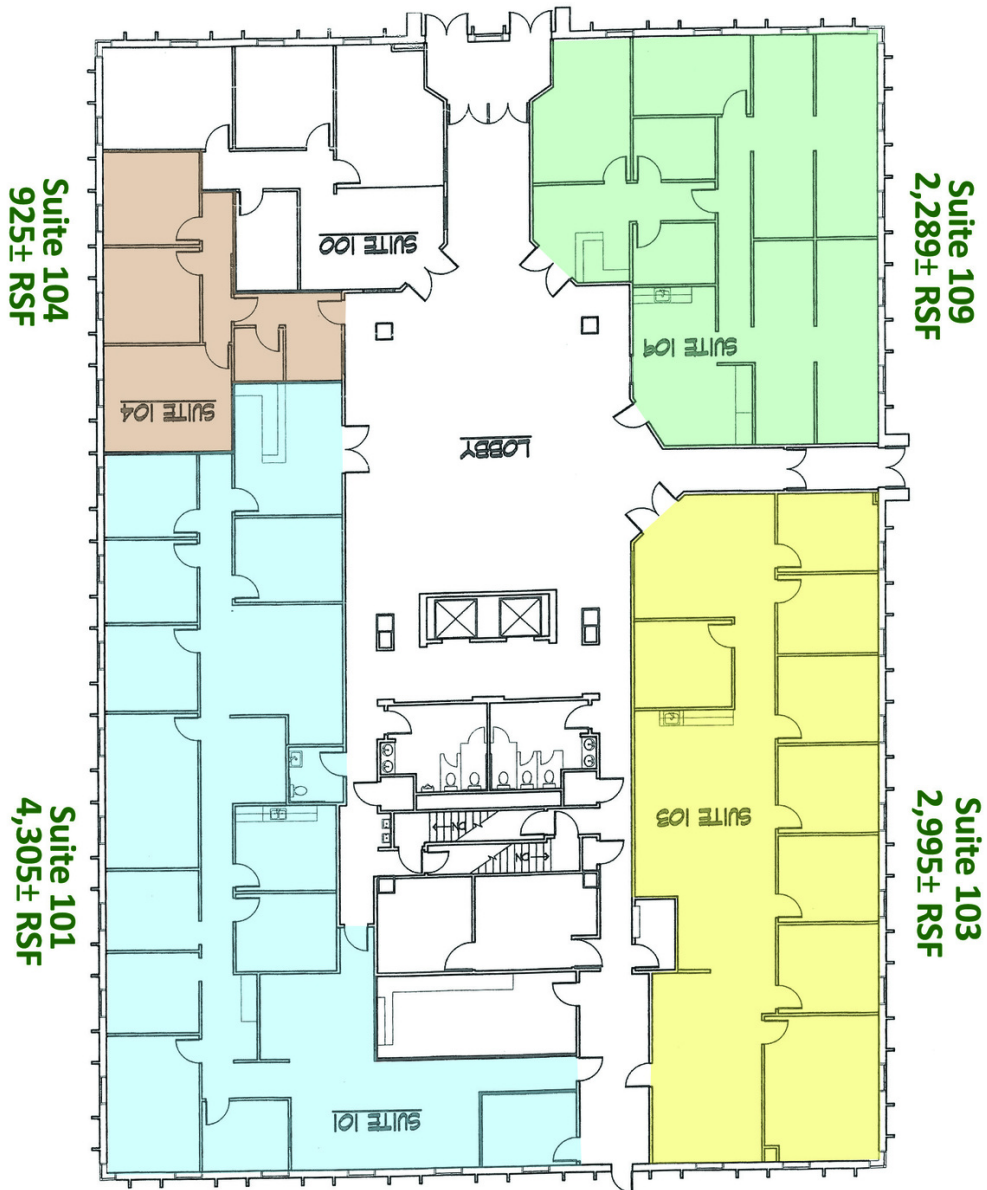 SUITE 100
Suite 104
925± RSF
Suite 109
2,289± RSF
SUITE 109
SUITE 104
LOBBY
SUITE 103
DN
DN
Suite 101
4,305± RSF
Suite 103
2,995± RSF
SUITE 101